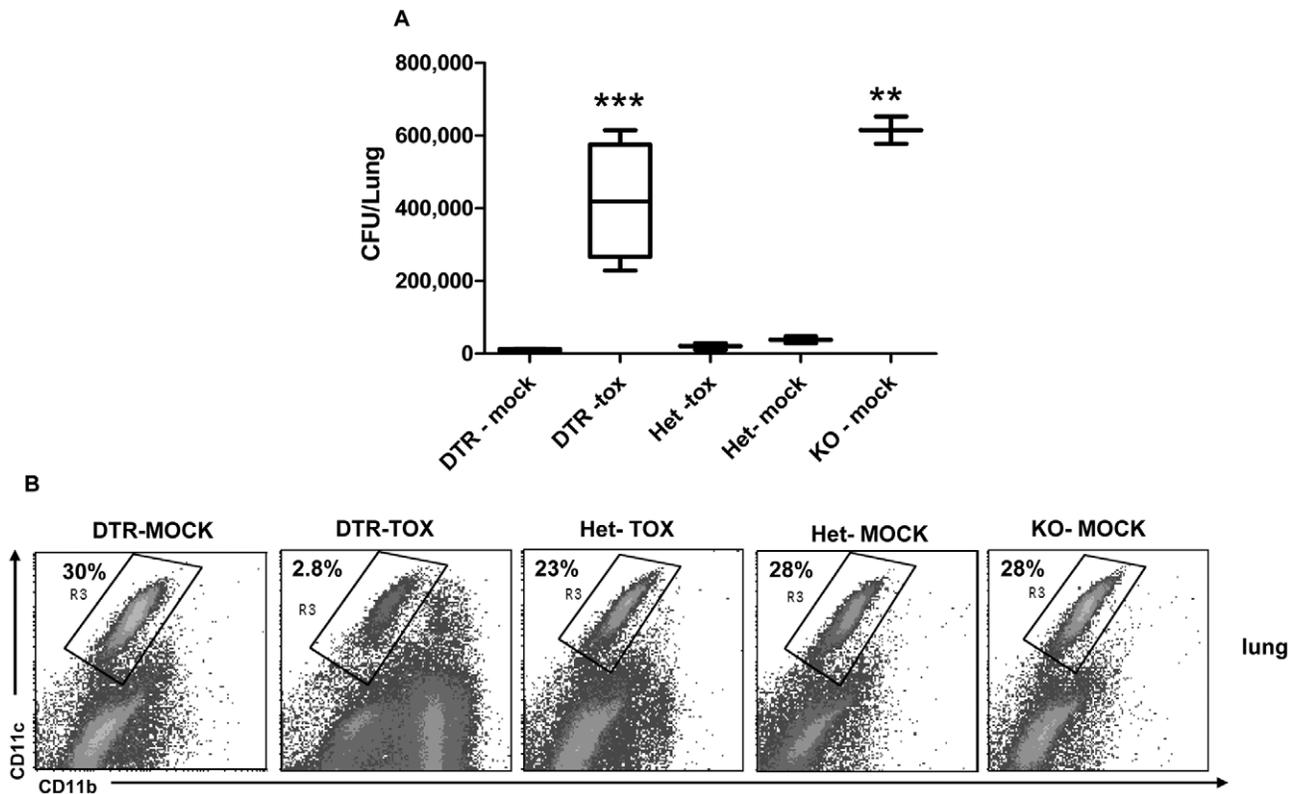 A
800,000
600,000
400,000
200,000
0
CFU/Lung
***
**
DTR - mock
DTR -tox
Het -tox
Het- mock
KO - mock
B
DTR-MOCK
DTR-TOX
Het- TOX
Het- MOCK
KO- MOCK
30%
R3
2.8%
R3
23%
R3
28%
R3
28%
R3
lung
CD11c
CD11b